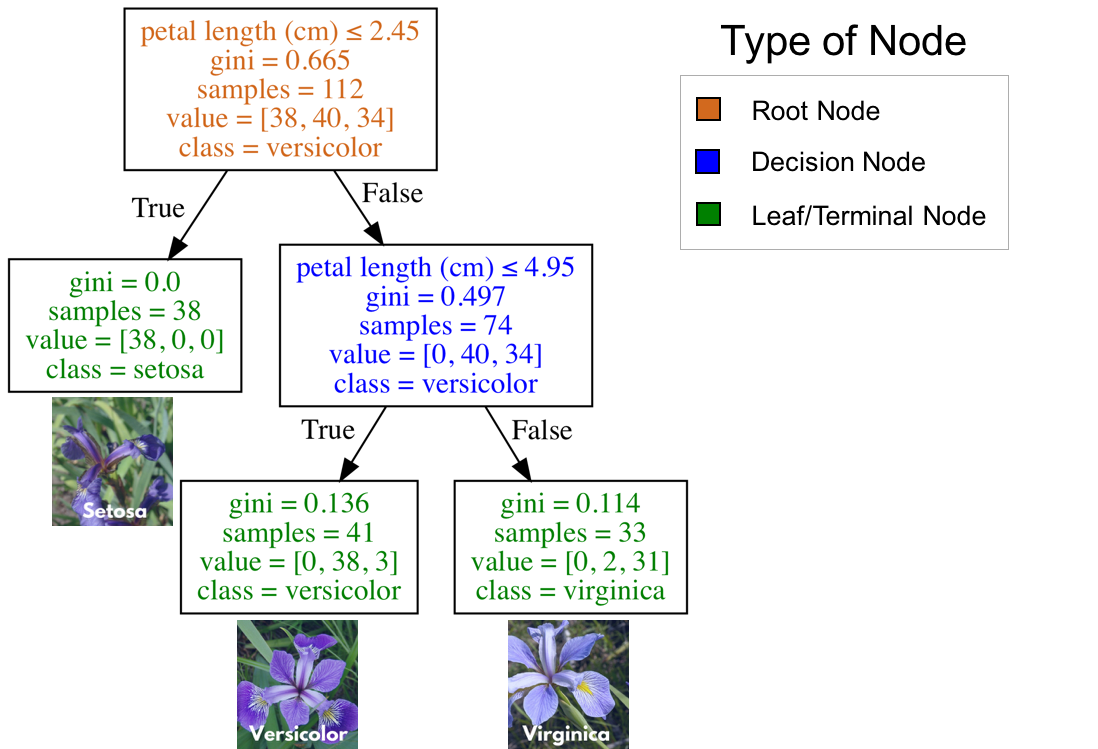 petal length (cm) ≤ 2.45
gini = 0.665
samples = 112
value = [38, 40, 34]
class = versicolor
Type of Node
Root Node
Decision Node
Leaf/Terminal Node
True
False
gini = 0.0
samples = 38
value = [38, 0, 0]
class = setosa
Setosa
petal length (cm) ≤ 4.95
gini = 0.497
samples = 74
value = [0, 40, 34]
class = versicolor
True
False
gini = 0.136
samples = 41
value = [0, 38, 3]
class = versicolor
Versicolor
gini = 0.114
samples = 33
value = [0, 2, 31]
class = virginica
Virginica